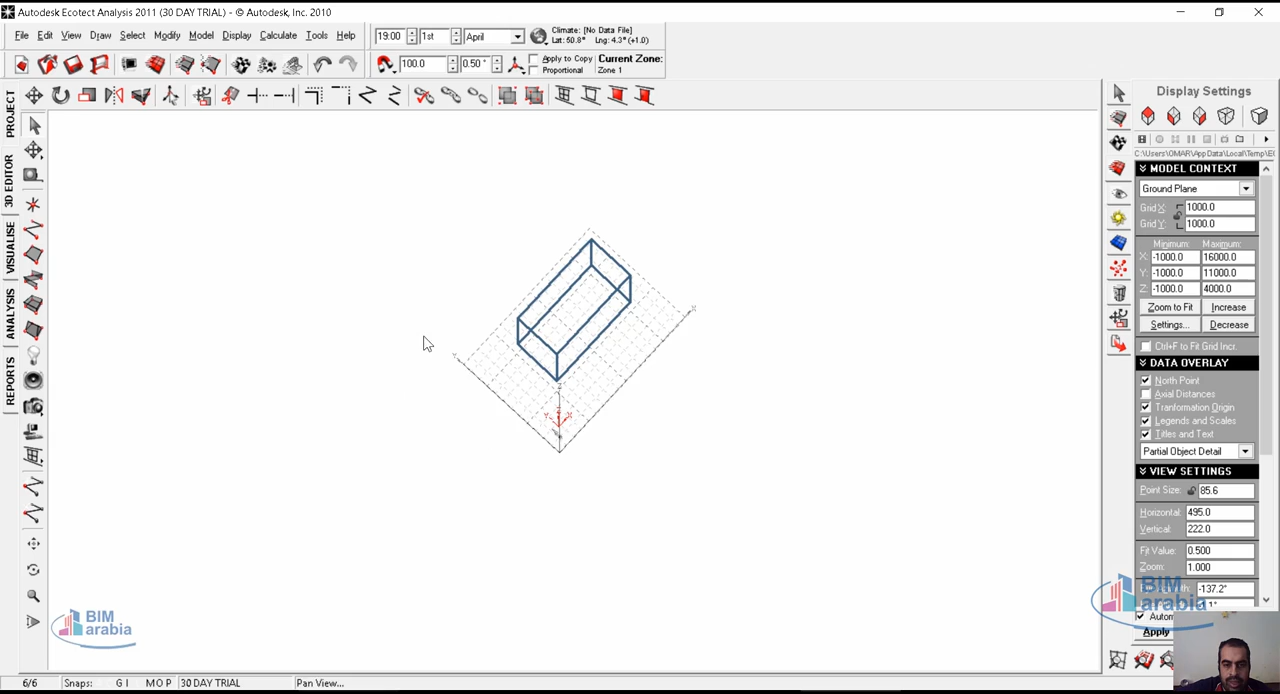 Autodesk Ecotect Analysis 2011 (30 DAY TRIAL) - © Autodesk, Inc. 2010
File Edit View Draw Select Modify Model Display Calculate Tools Help
19:00 1st April
Climate: [No Data File]
Lat: 50.8° Lng: 4.3° (+1.0)
100.0 0.50 °
Apply to Copy
Proportional
Current Zone:
Zone 1
PROJECT
3D EDITOR
VISUALISE
ANALYSIS
REPORTS
X
Y
Z
Display Settings
MODEL CONTEXT
Ground Plane
Grid X: 1000.0
Grid Y: 1000.0
Minimum: Maximum:
X: -1000.0 16000.0
Y: -1000.0 11000.0
Z: -1000.0 4000.0
Zoom to Fit Increase
Settings... Decrease
Ctrl+F to Fit Grid Incr.
DATA OVERLAY
North Point
Axial Distances
Tranformation Origin
Legends and Scales
Titles and Text
Partial Object Detail
VIEW SETTINGS
Point Size: 85.6
Horizontal: 495.0
Vertical: 222.0
Fit Value: 0.500
Zoom: 1.000
-137.2°
Apply
BIM
arabia
BIM
arabia
6/6 Snaps: G I M O P 30 DAY TRIAL Pan View...